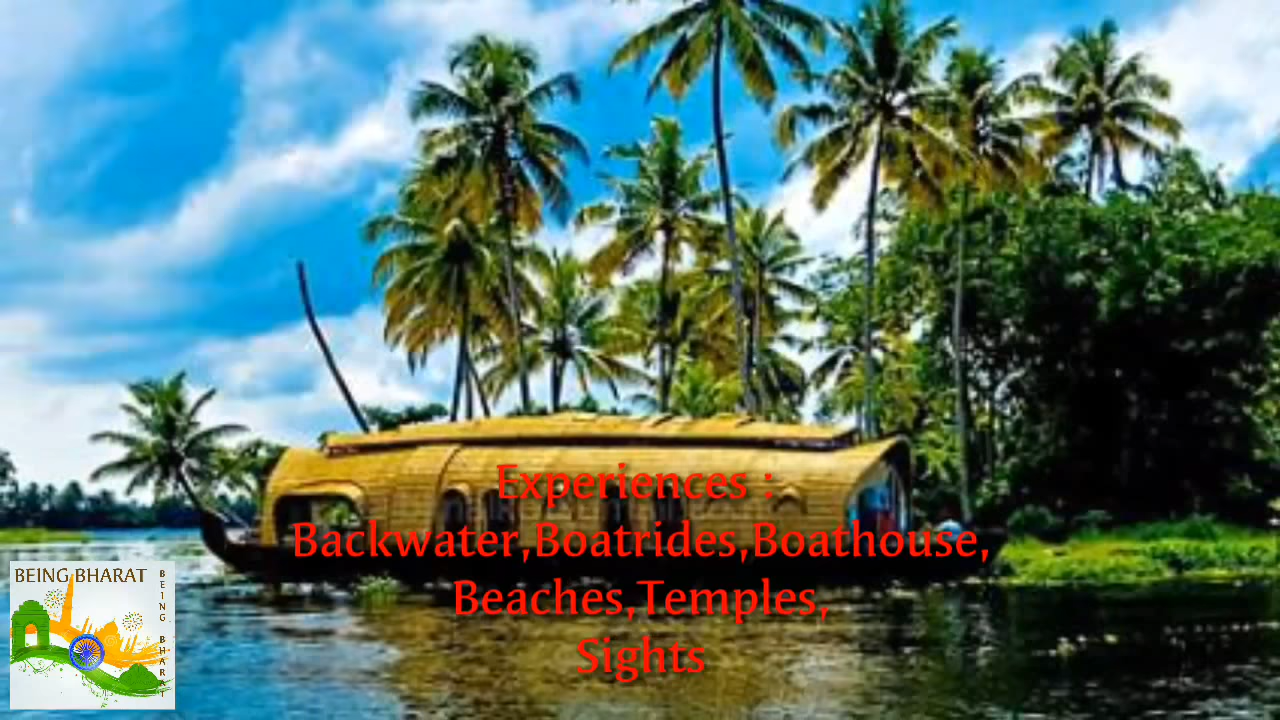 Experiences :
Backwater,Boatrides,Boathouse,
Beaches,Temples,
Sights
BEING BHARAT
BEING BHARAT